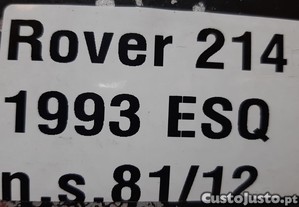 Rover 214
1993 ESQ
n.s.81/12
CustoJusto.pt